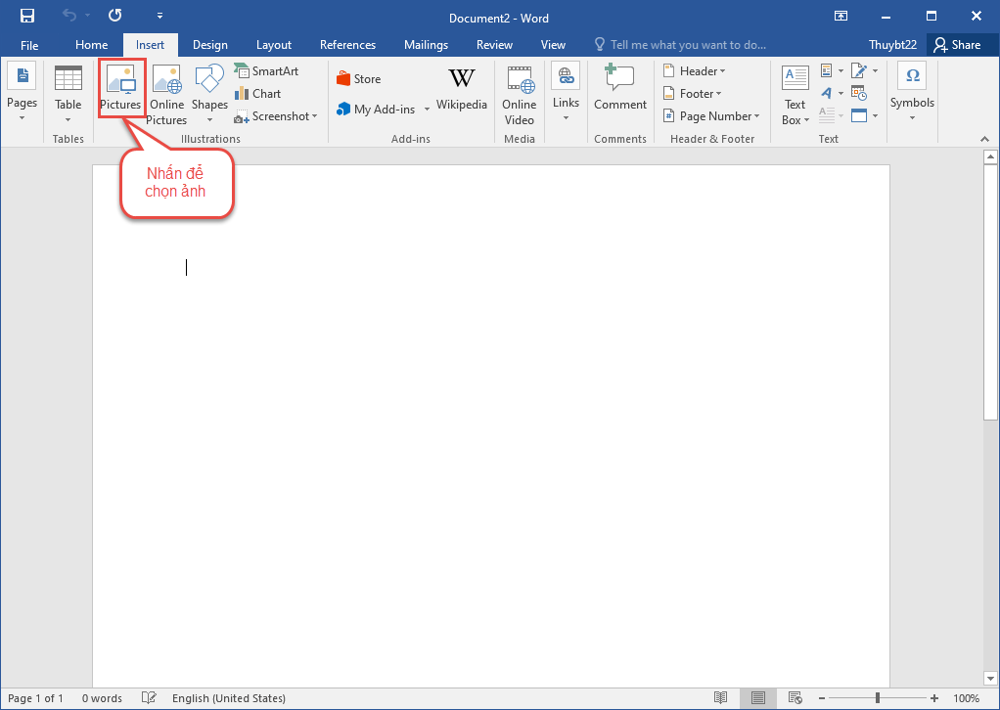 Document2 - Word
File Home Insert Design Layout References Mailings Review View Tell me what you want to do... Thuybt22 Share
Pages
Table
Tables
Pictures
Online
Pictures
Shapes
SmartArt
Chart
Screenshot
Illustrations
Store
My Add-ins
W
Wikipedia
Add-ins
Online
Video
Media
Links
Comment
Comments
Header
Footer
# Page Number
Header & Footer
A
Text
Box
A
A
Text
Ω
Symbols
Nhấn để
chọn ảnh
Page 1 of 1 0 words English (United States) 100%